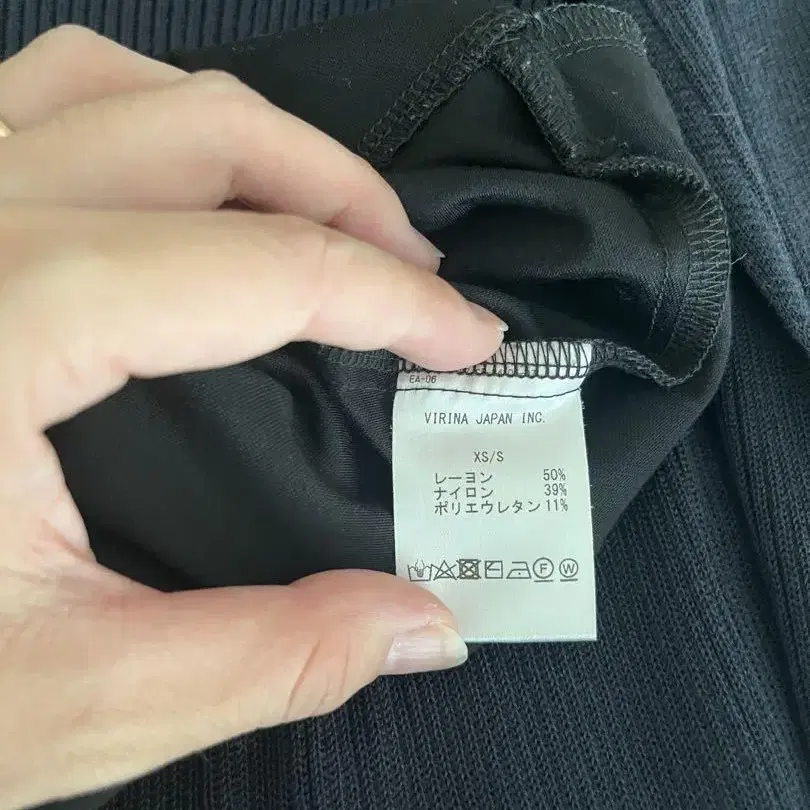 EA-06
VIRINA JAPAN INC.
XS/S
レーヨン 50%
ナイロン 39%
ポリエウレタン 11%
F W